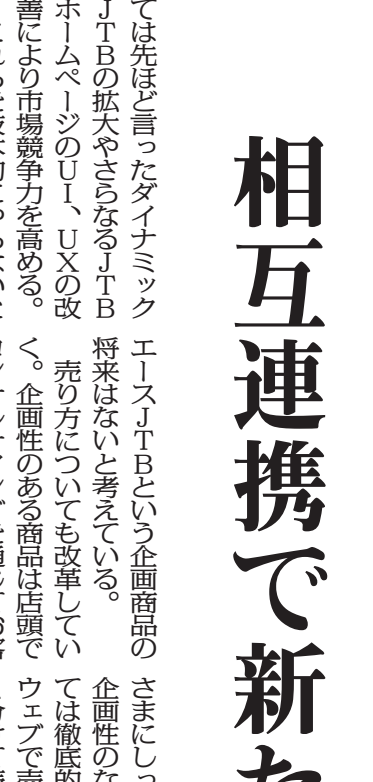 相互連携で新た
ては先ほど言ったダイナミック
JTBの拡大やさらなるJTB
ホームページのUI、UXの改
善により市場競争力を高める。
エースJTBという企画商品の
将来はないと考えている。
売り方についても改革してい
く。企画性のある商品は店頭で
さまにしっ
企画性のな
ては徹底的
ウェブで